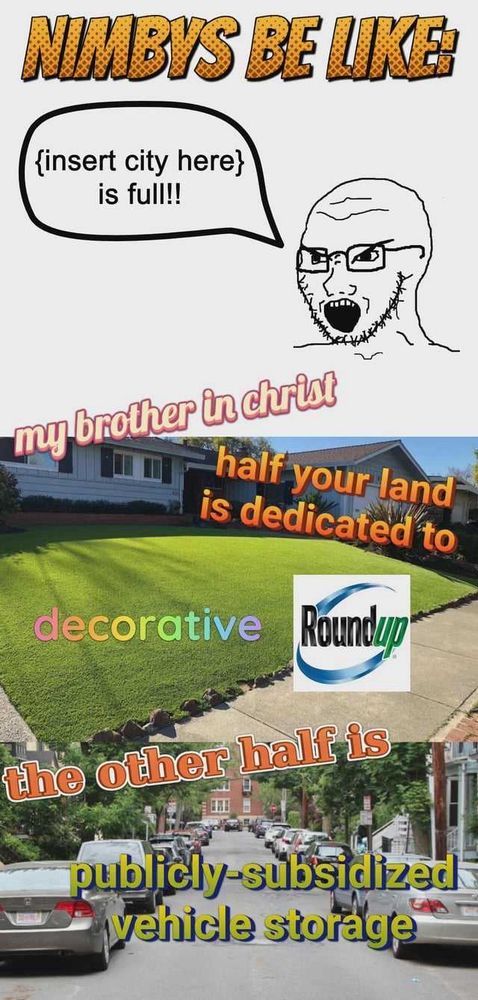 NIMBYS BE LIKE:
{insert city here}
is full!!
my brother in christ
half your land
is dedicated to
decorative
Roundup
the other half is
publicly-subsidized
vehicle storage